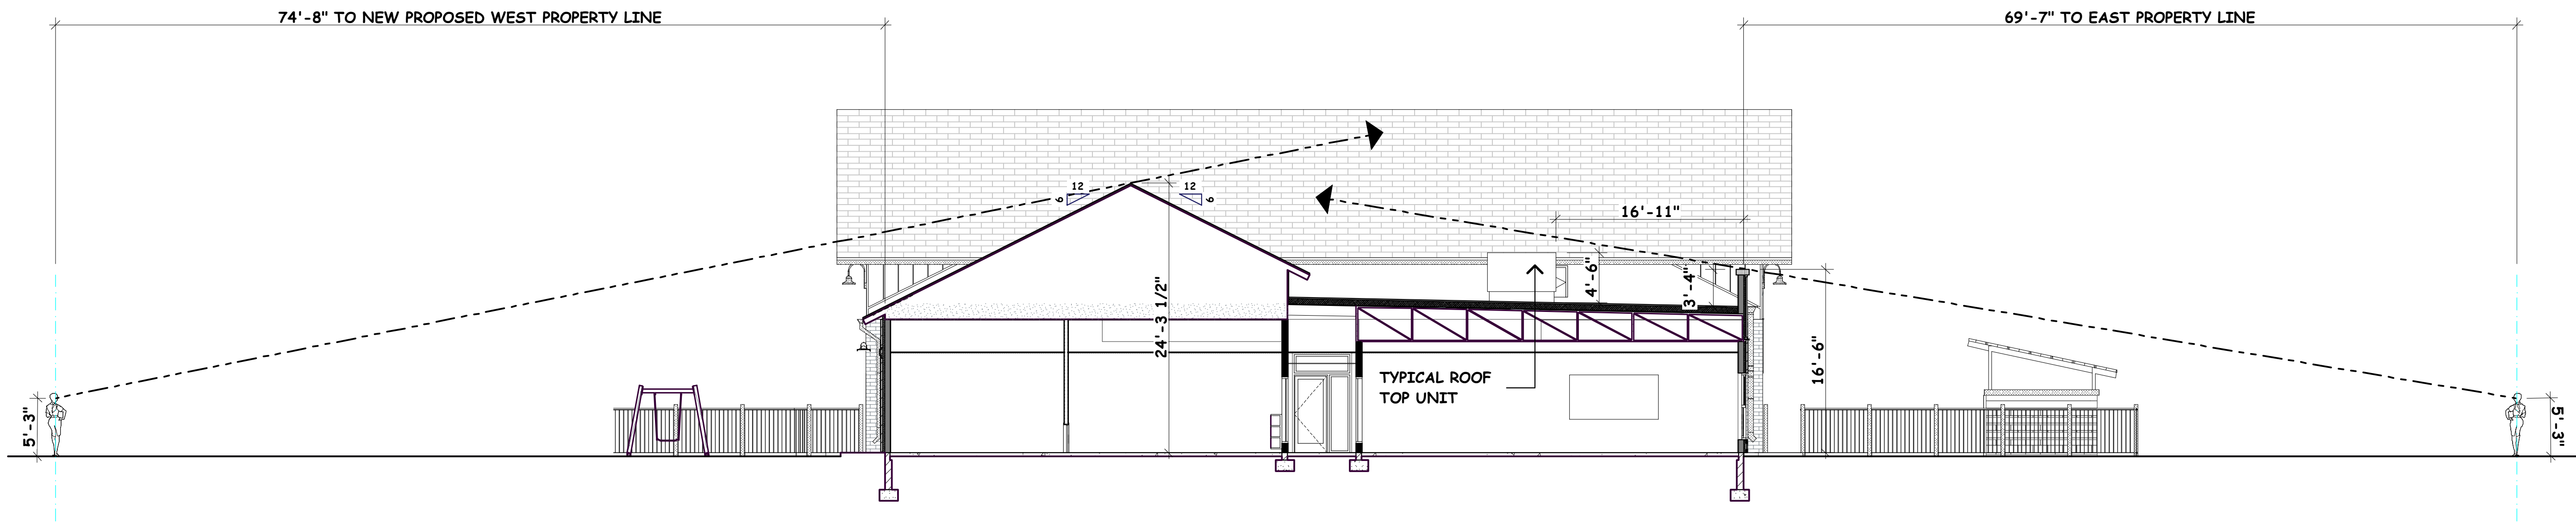 74'-8" TO NEW PROPOSED WEST PROPERTY LINE
69'-7" TO EAST PROPERTY LINE
12
6
12
6
16'-11"
24'-3 1/2"
4'-6"
3'-4"
16'-6"
TYPICAL ROOF
TOP UNIT
5'-3"
5'-3"